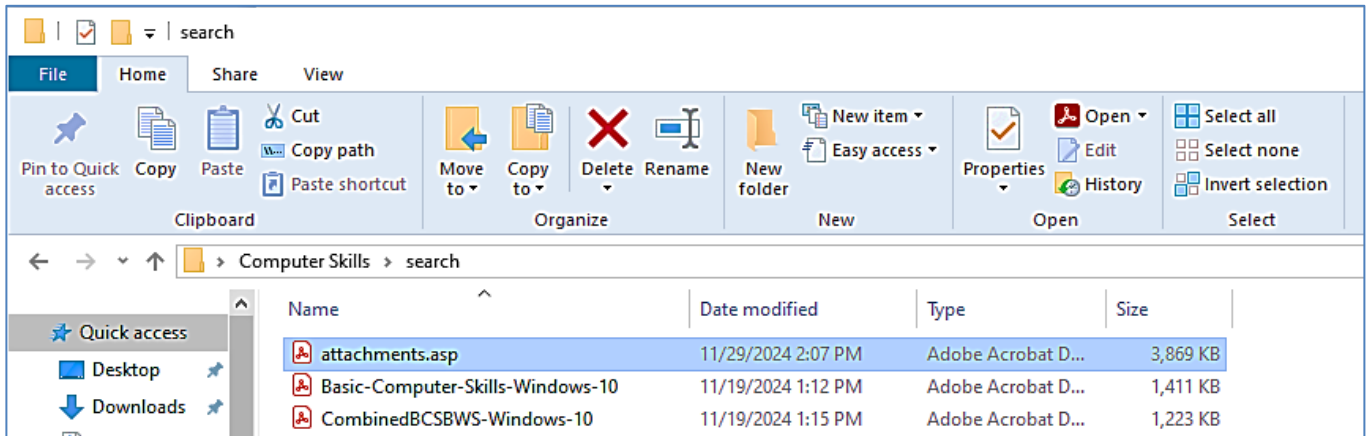 search
File Home Share View
Cut
New item Open Select all
Copy path Easy access Edit Select none
Pin to Quick access Copy Paste Paste shortcut Move to Copy to Delete Rename New folder Properties History Invert selection
Clipboard Organize New Open Select
Computer Skills > search
Name Date modified Type Size
Quick access
attachments.asp 11/29/2024 2:07 PM Adobe Acrobat D... 3,869 KB
Desktop
Basic-Computer-Skills-Windows-10 11/19/2024 1:12 PM Adobe Acrobat D... 1,411 KB
Downloads
CombinedBCSBWS-Windows-10 11/19/2024 1:15 PM Adobe Acrobat D... 1,223 KB